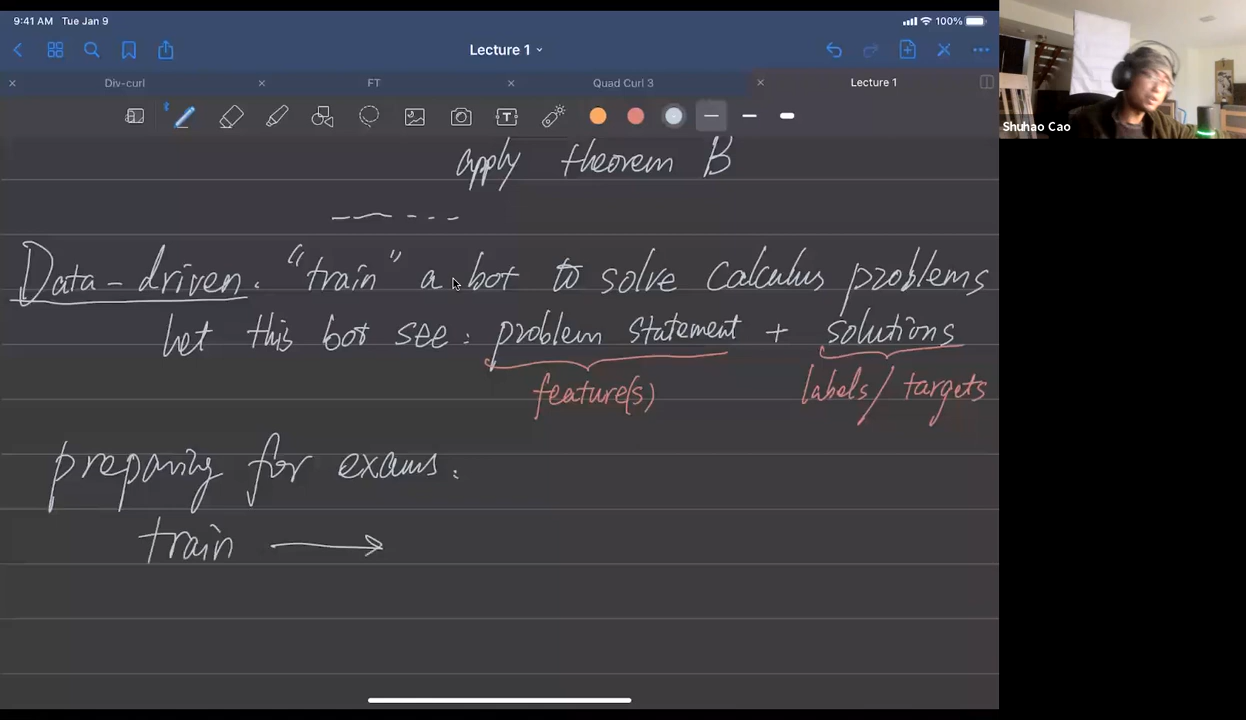 9:41 AM Tue Jan 9
100%
Lecture 1
Div-curl
FT
Quad Curl 3
Lecture 1
Shuhao Cao
apply theorem B
Data-driven. "train" a bot to solve Calculus problems
Let this bot see: problem statement + solutions
feature(s) labels/targets
preparing for exams:
train →